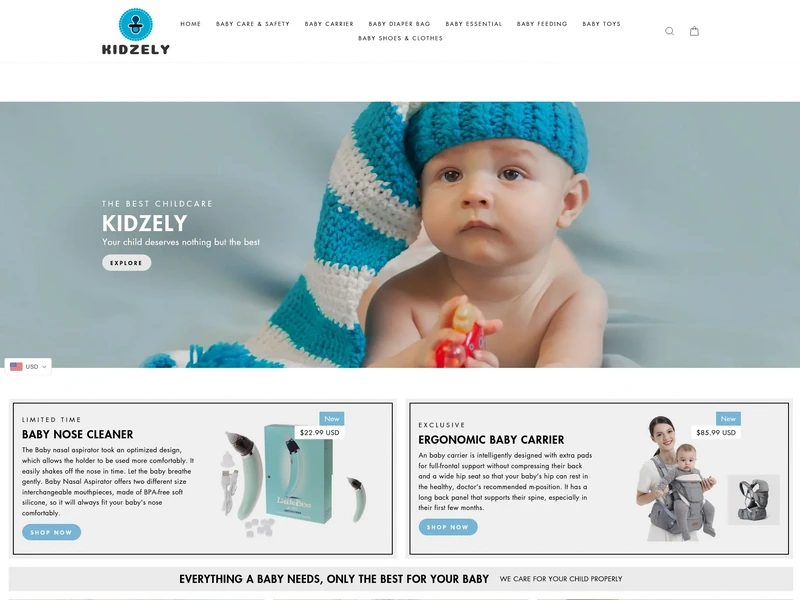 KIDZELY
HOME BABY CARE & SAFETY BABY CARRIER BABY DIAPER BAG BABY ESSENTIAL BABY FEEDING BABY TOYS
BABY SHOES & CLOTHES
THE BEST CHILDCARE
KIDZELY
Your child deserves nothing but the best
EXPLORE
USD
LIMITED TIME
BABY NOSE CLEANER
The Baby nasal aspirator took an optimized design,
which allows the holder to be used more comfortably. It
easily shakes off the nose in time. Let the baby breathe
gently. Baby Nasal Aspirator offers two different size
interchangeable mouthpieces, made of BPA-free soft
silicone, so it will always fit your baby's nose
comfortably.
SHOP NOW
New
$22.99 USD
EXCLUSIVE
ERGONOMIC BABY CARRIER
An baby carrier is intelligently designed with extra pads
for full-frontal support without compressing their back
and a wide hip seat so that your baby's hip can rest in
the healthy, doctor's recommended m-position. It has a
long back panel that supports their spine, especially in
their first few months.
SHOP NOW
New
$85.99 USD
EVERYTHING A BABY NEEDS, ONLY THE BEST FOR YOUR BABY WE CARE FOR YOUR CHILD PROPERLY